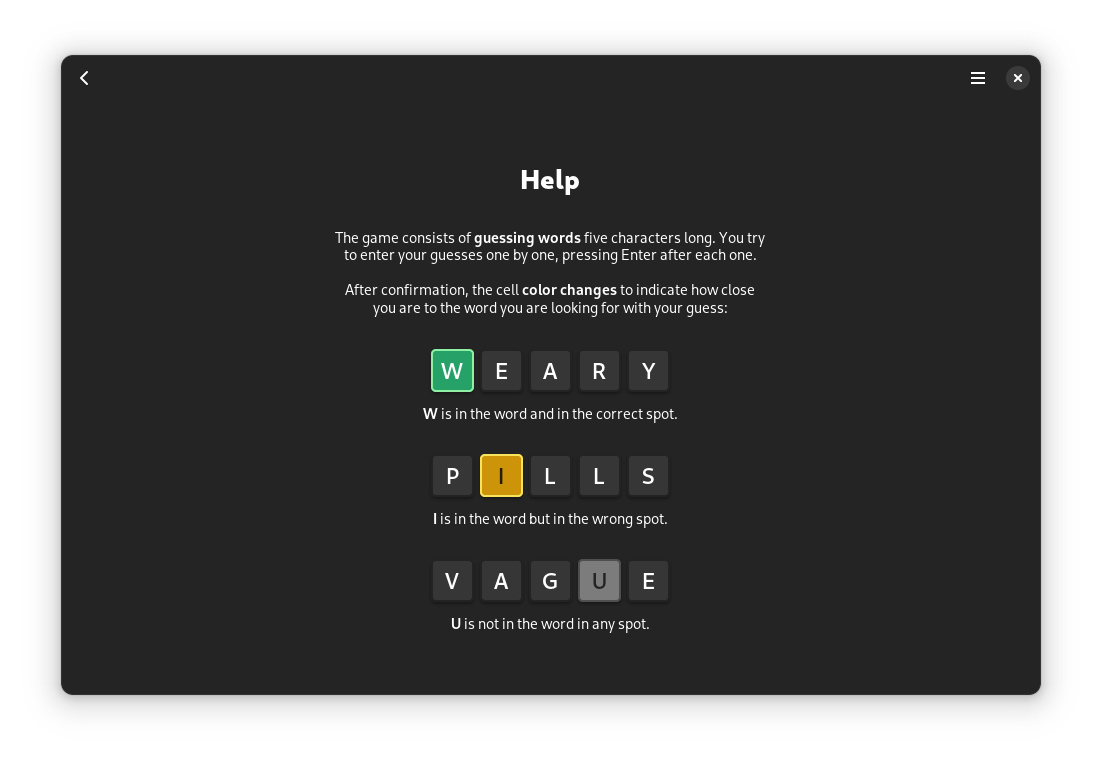 Help
The game consists of guessing words five characters long. You try
to enter your guesses one by one, pressing Enter after each one.
After confirmation, the cell color changes to indicate how close
you are to the word you are looking for with your guess:
W E A R Y
W is in the word and in the correct spot.
P I L L S
I is in the word but in the wrong spot.
V A G U E
U is not in the word in any spot.